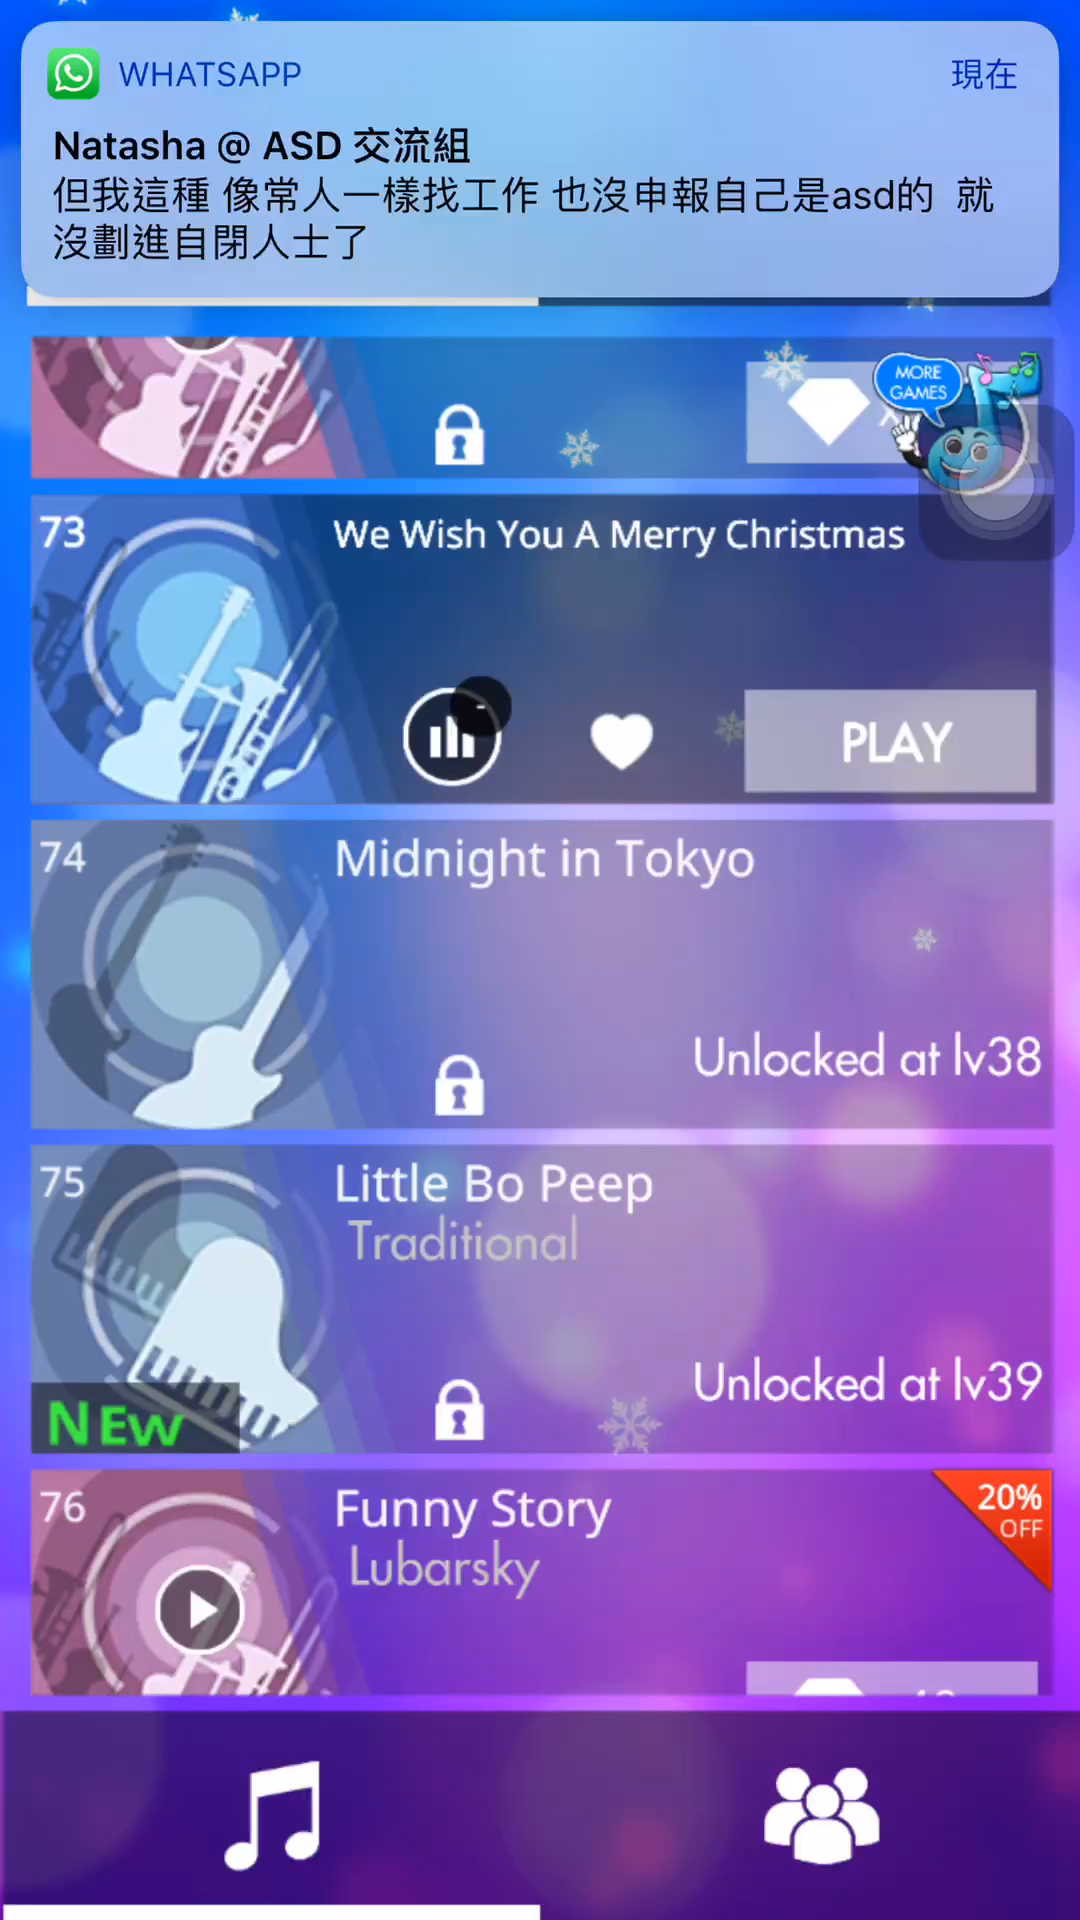 WHATSAPP
現在
Natasha @ ASD 交流組
但我這種 像常人一樣找工作 也沒申報自己是asd的 就
沒劃進自閉人士了
MORE
GAMES
73
We Wish You A Merry Christmas
PLAY
74
Midnight in Tokyo
Unlocked at lv38
75
Little Bo Peep
Traditional
Unlocked at lv39
NEW
76
Funny Story
Lubarsky
20%
OFF